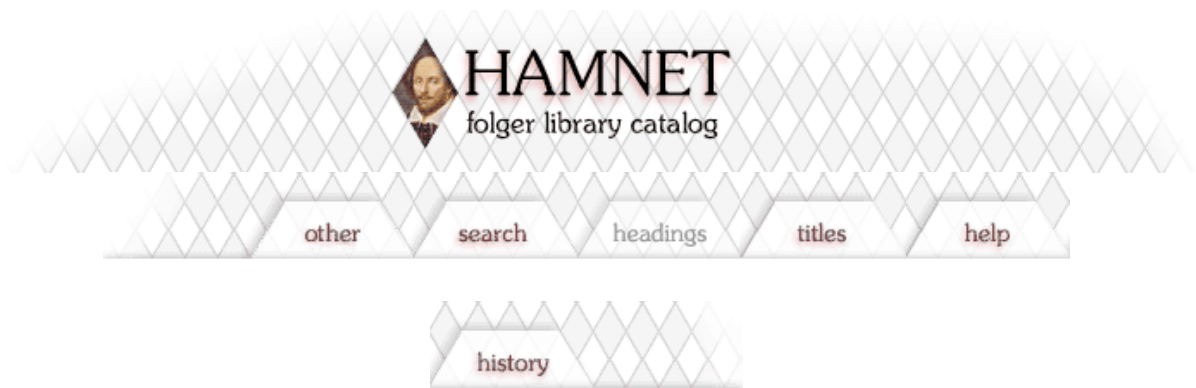 HAMNET
folger library catalog
other search headings titles help
history